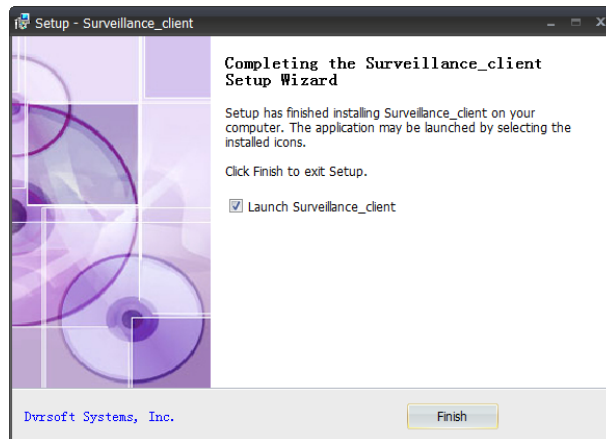 Setup - Surveillance_client
Completing the Surveillance_client
Setup Wizard
Setup has finished installing Surveillance_client on your
computer. The application may be launched by selecting the
installed icons.
Click Finish to exit Setup.
Launch Surveillance_client
Dvrsoft Systems, Inc.
Finish